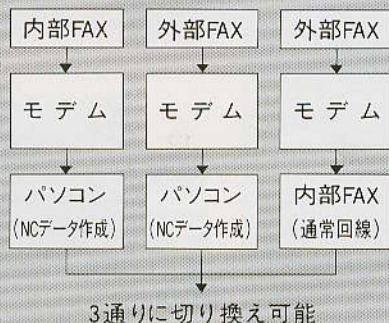 内部FAX 外部FAX 外部FAX
モデム モデム モデム
パソコン パソコン 内部FAX
(NCデータ作成) (NCデータ作成) (通常回線)
3通りに切り換え可能